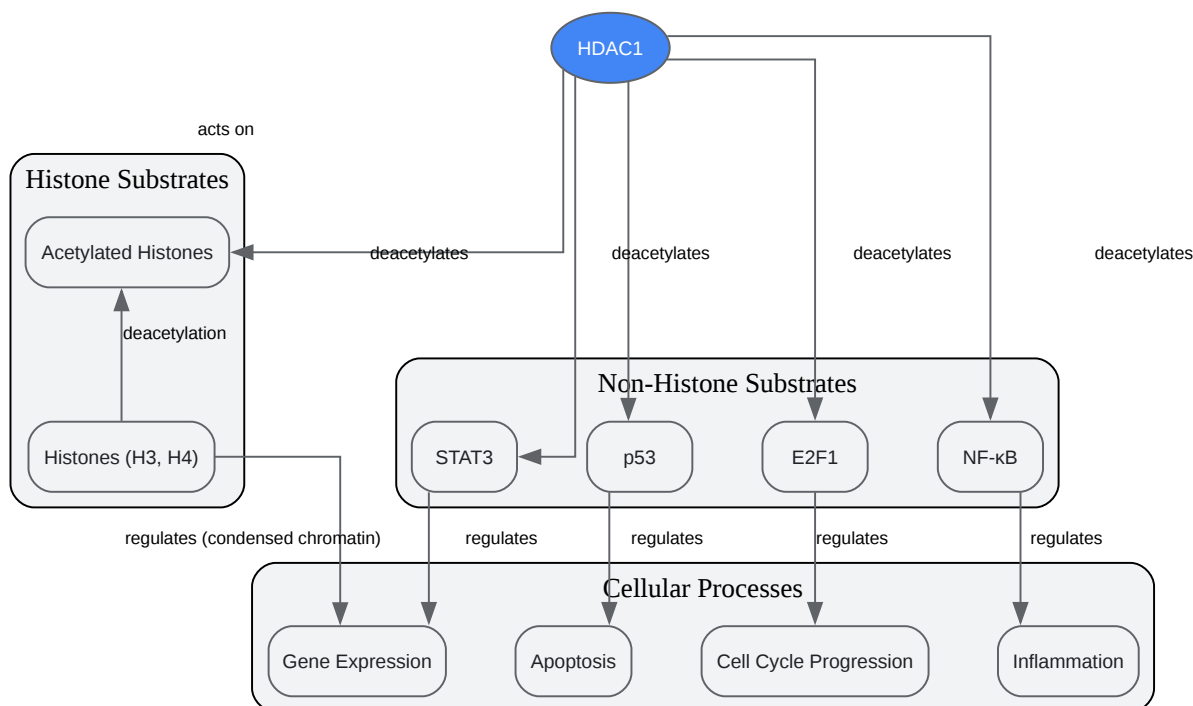 HDAC1
acts on
Histone Substrates
Acetylated Histones
deacetylates
deacetylates
deacetylates
deacetylates
deacetylation
Non-Histone Substrates
Histones (H3, H4)
STAT3
p53
E2F1
NF-κB
regulates (condensed chromatin)
regulates
regulates
regulates
regulates
Cellular Processes
Gene Expression
Apoptosis
Cell Cycle Progression
Inflammation